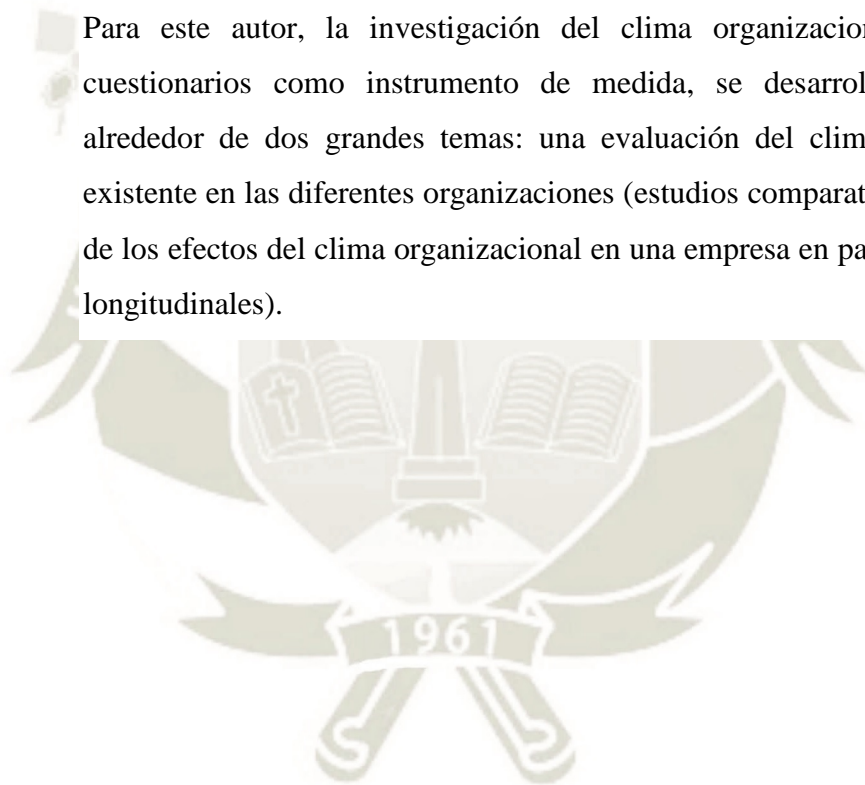 Para este autor, la investigación del clima organizacion
cuestionarios como instrumento de medida, se desarrol
alrededor de dos grandes temas: una evaluación del clim
existente en las diferentes organizaciones (estudios comparat
de los efectos del clima organizacional en una empresa en pa
longitudinales).
1961